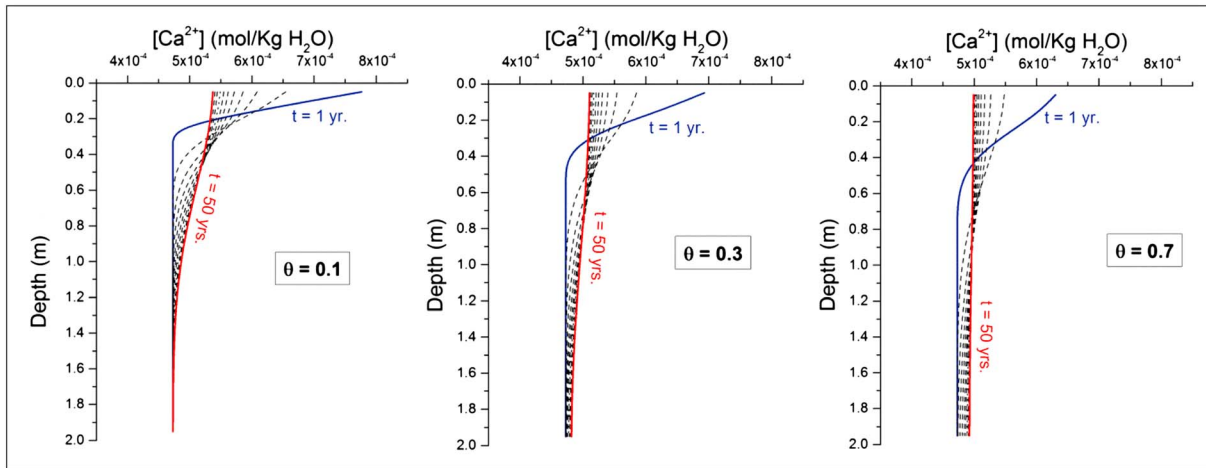 [Ca²⁺] (mol/Kg H₂O)
4x10⁻⁴ 5x10⁻⁴ 6x10⁻⁴ 7x10⁻⁴ 8x10⁻⁴
0.0
0.2
0.4
0.6
0.8
1.0
1.2
1.4
1.6
1.8
2.0
Depth (m)
t = 1 yr.
t = 50 yrs.
θ = 0.1
[Ca²⁺] (mol/Kg H₂O)
4x10⁻⁴ 5x10⁻⁴ 6x10⁻⁴ 7x10⁻⁴ 8x10⁻⁴
0.0
0.2
0.4
0.6
0.8
1.0
1.2
1.4
1.6
1.8
2.0
Depth (m)
t = 1 yr.
t = 50 yrs.
θ = 0.3
[Ca²⁺] (mol/Kg H₂O)
4x10⁻⁴ 5x10⁻⁴ 6x10⁻⁴ 7x10⁻⁴ 8x10⁻⁴
0.0
0.2
0.4
0.6
0.8
1.0
1.2
1.4
1.6
1.8
2.0
Depth (m)
t = 1 yr.
t = 50 yrs.
θ = 0.7